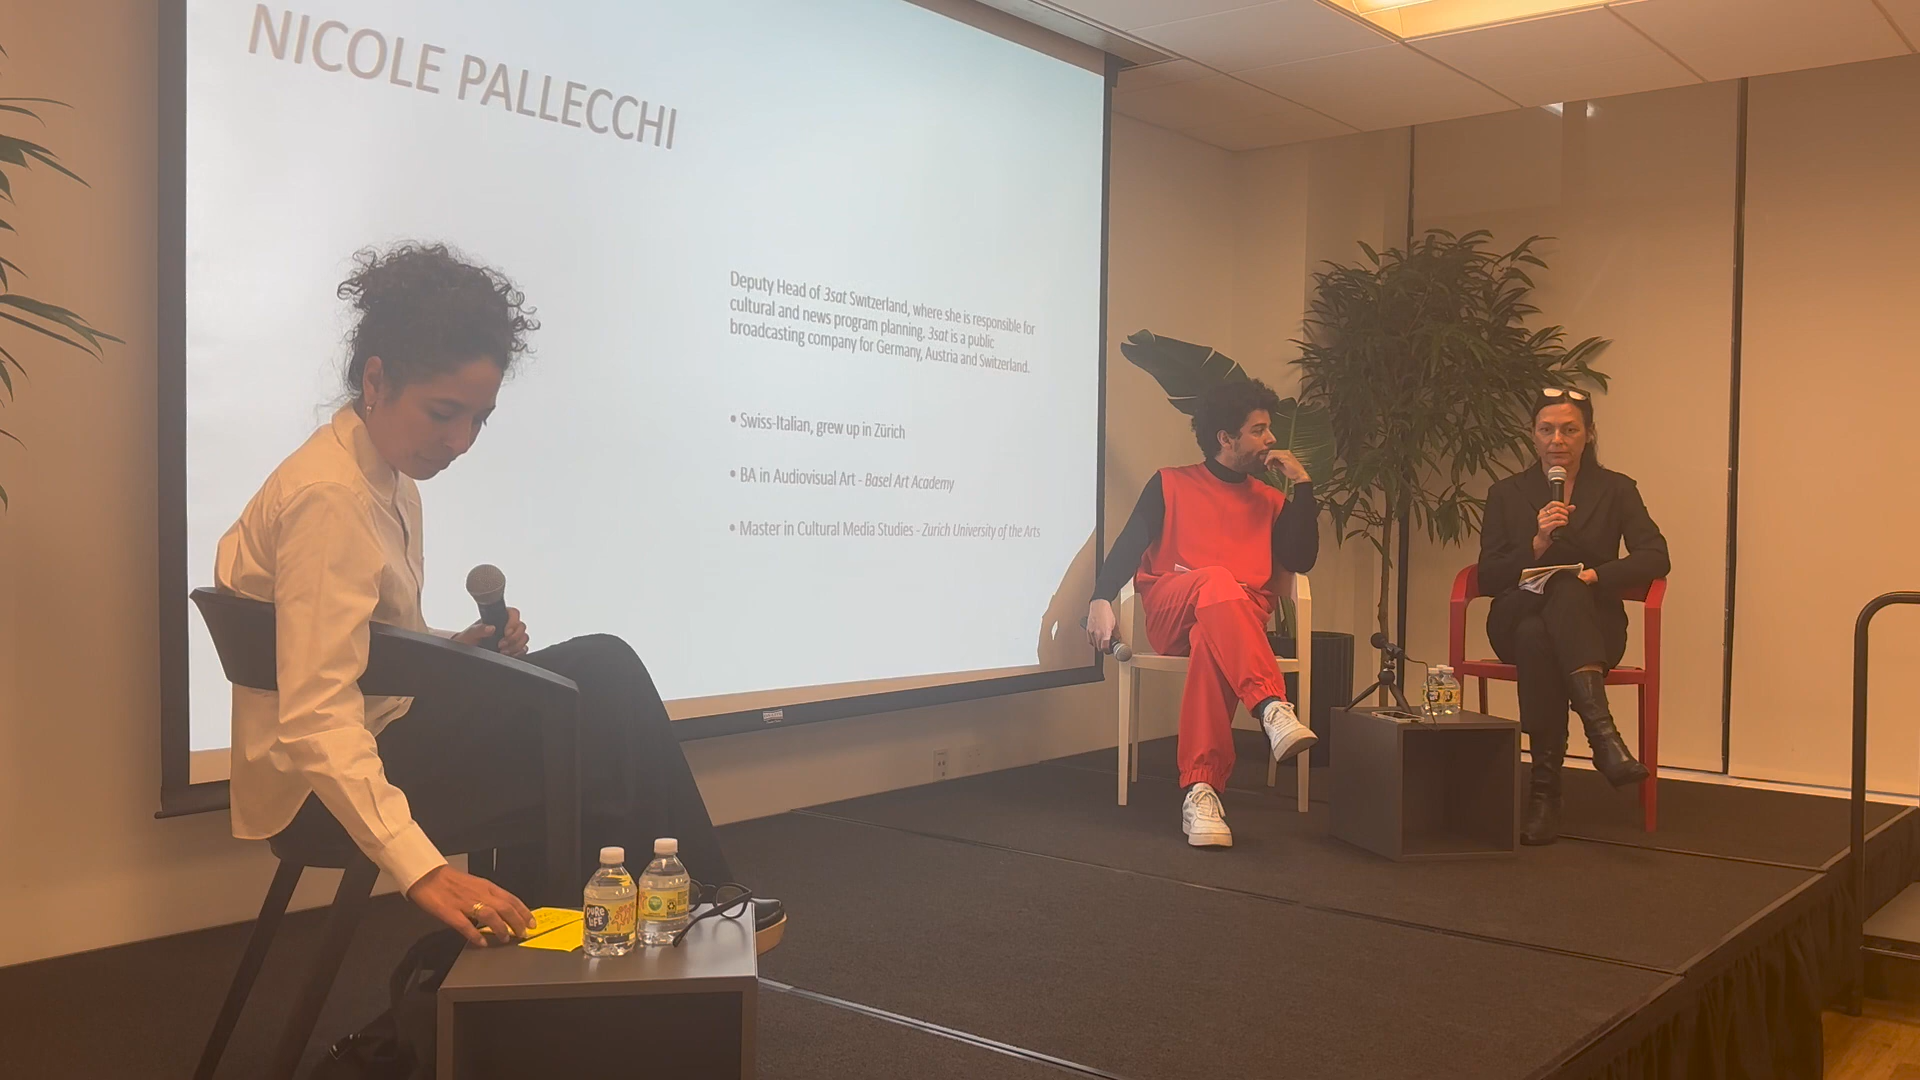 NICOLE PALLECCHI
Deputy Head of 3sat Switzerland, where she is responsible for
cultural and news program planning. 3sat is a public
broadcasting company for Germany, Austria and Switzerland.
• Swiss-Italian, grew up in Zürich
• BA in Audiovisual Art - Basel Art Academy
• Master in Cultural Media Studies - Zurich University of the Arts
PURE
LIFE